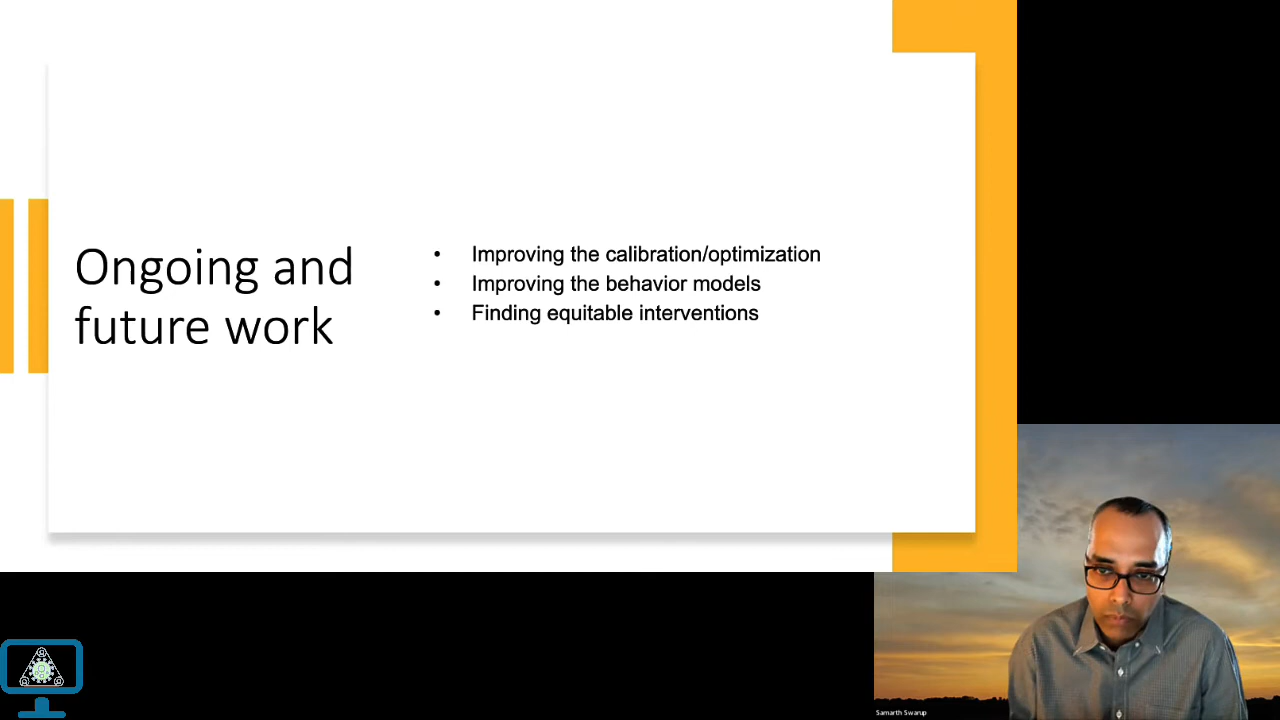 Ongoing and
future work
• Improving the calibration/optimization
• Improving the behavior models
• Finding equitable interventions
Samarth Swarup